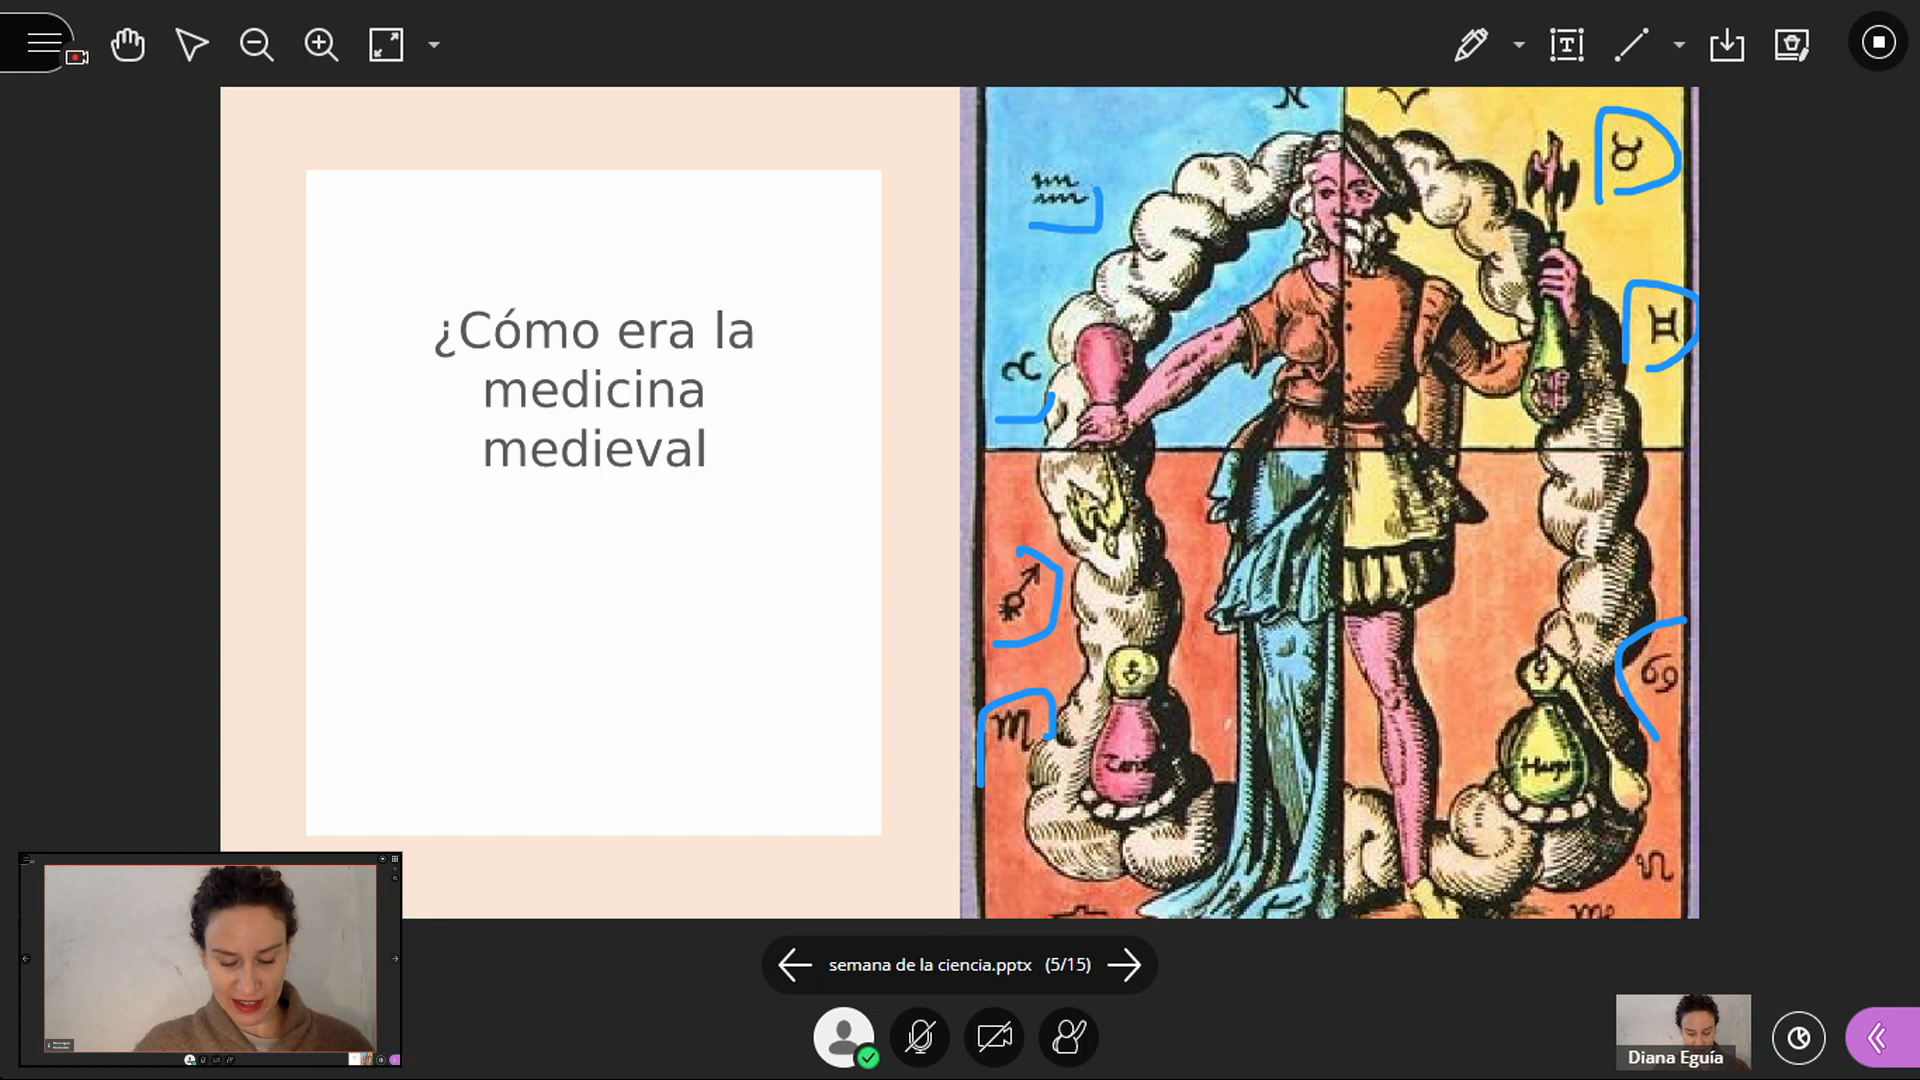 ¿Cómo era la
medicina
medieval
semana de la ciencia.pptx (5/15)
Diana Eguía